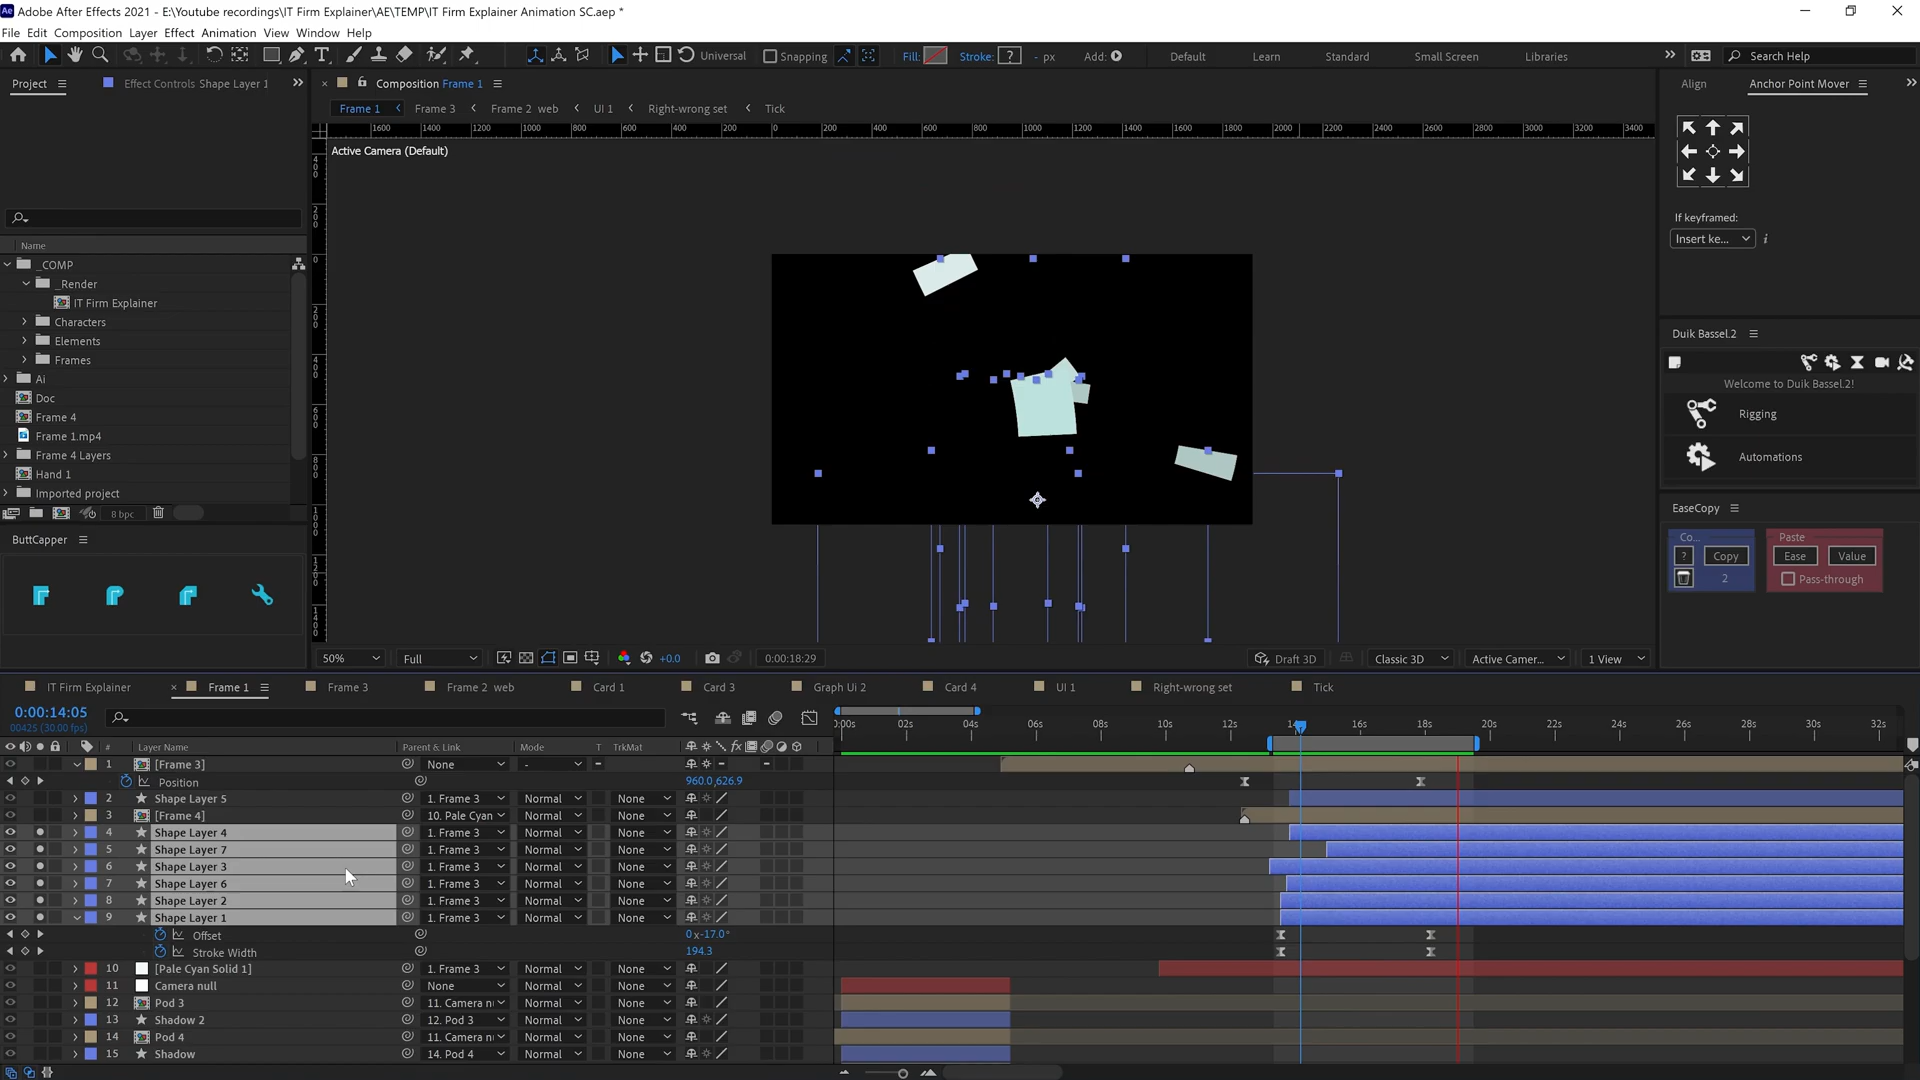 Adobe After Effects 2021 - E:\Youtube recordings\IT Firm Explainer\AE\TEMP\IT Firm Explainer Animation SC.aep *
File Edit Composition Layer Effect Animation View Window Help
Universal Snapping Fill: Stroke: ? - px Add: Default Learn Standard Small Screen Libraries Search Help
Project Effect Controls Shape Layer 1 Composition Frame 1 Align Anchor Point Mover
Frame 1 Frame 3 Frame 2 web UI 1 Right-wrong set Tick
1600 1400 1200 1000 800 600 400 200 0 200 400 600 800 1000 1200 1400 1600 1800 2000 2200 2400 2600 2800 3000 3200 3400
Active Camera (Default)
If keyframed:
Insert ke...
Name
_COMP
_Render
IT Firm Explainer
Characters
Elements
Frames
Ai
Doc
Frame 4
Frame 1.mp4
Frame 4 Layers
Hand 1
Imported project
8 bpc
ButtCapper
Duik Bassel.2
Welcome to Duik Bassel.2!
Rigging
Automations
EaseCopy
Co... Paste
? Copy Ease Value
2 Pass-through
50% Full +0.0 0:00:18:29 Draft 3D Classic 3D Active Camer... 1 View
IT Firm Explainer Frame 1 Frame 3 Frame 2 web Card 1 Card 3 Graph Ui 2 Card 4 UI 1 Right-wrong set Tick
0:00:14:05
00425 (30.00 fps)
0:00s 02s 04s 06s 08s 10s 12s 14s 16s 18s 20s 22s 24s 26s 28s 30s 32s
# Layer Name Parent & Link Mode T TrkMat
1 [Frame 3] None -
Position 960.0,626.9
2 Shape Layer 5 1. Frame 3 Normal None
3 [Frame 4] 10. Pale Cyan Normal None
4 Shape Layer 4 1. Frame 3 Normal None
5 Shape Layer 7 1. Frame 3 Normal None
6 Shape Layer 3 1. Frame 3 Normal None
7 Shape Layer 6 1. Frame 3 Normal None
8 Shape Layer 2 1. Frame 3 Normal None
9 Shape Layer 1 1. Frame 3 Normal None
Offset 0x-17.0°
Stroke Width 194.3
10 [Pale Cyan Solid 1] 1. Frame 3 Normal None
11 Camera null None Normal None
12 Pod 3 11. Camera nu Normal None
13 Shadow 2 12. Pod 3 Normal None
14 Pod 4 11. Camera nu Normal None
15 Shadow 14. Pod 4 Normal None